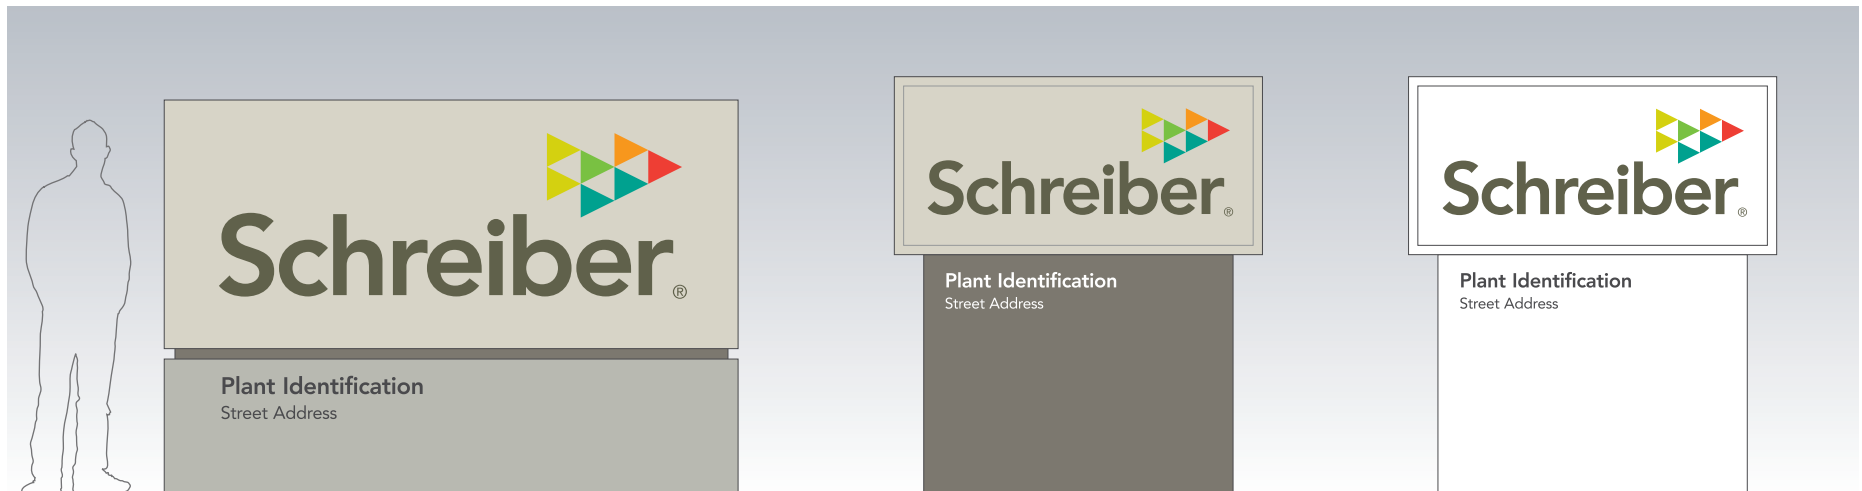 Schreiber®
Plant Identification
Street Address
Schreiber®
Plant Identification
Street Address
Schreiber®
Plant Identification
Street Address